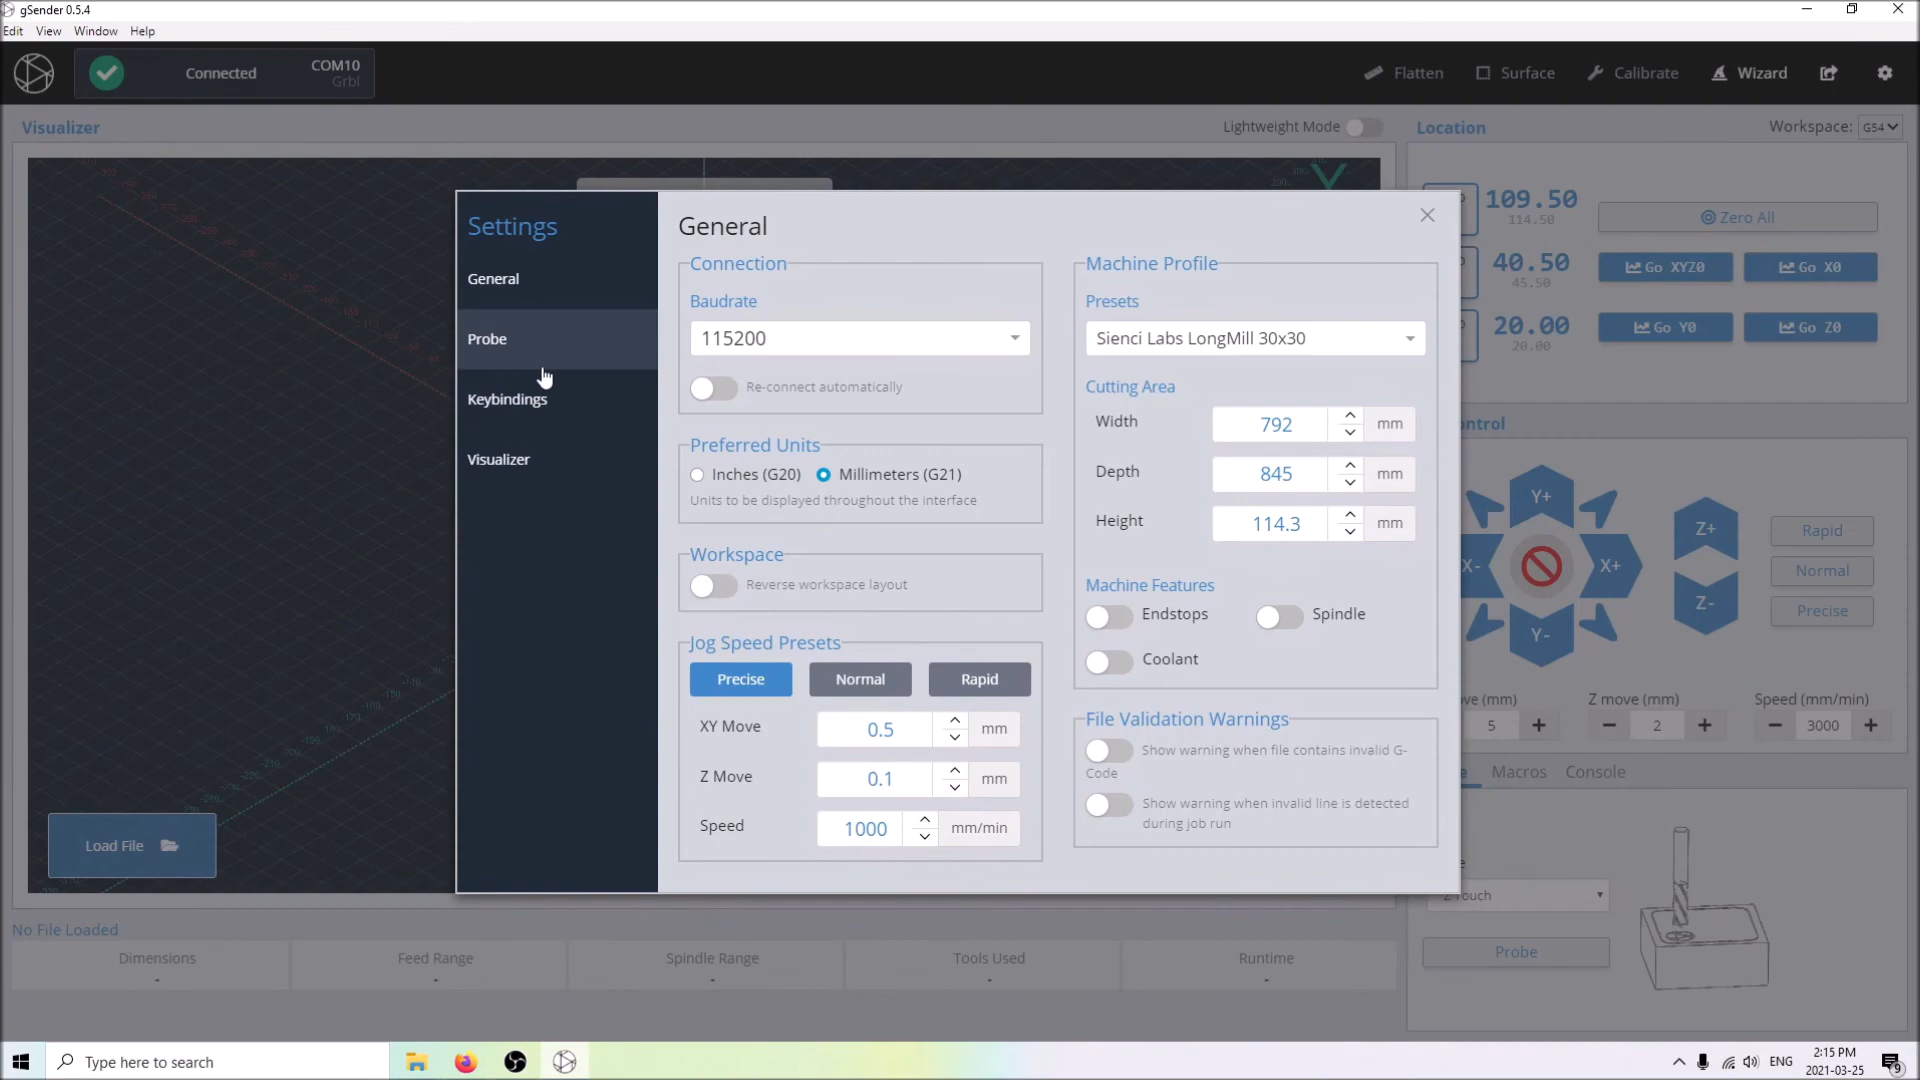 gSender 0.5.4
Edit View Window Help
Connected
COM10
Grbl
Flatten
Surface
Calibrate
Wizard
Visualizer
Lightweight Mode
Location
Workspace:
G54
109.50
114.50
Zero All
40.50
45.50
Go XYZ0
Go X0
20.00
20.00
Go Y0
Go Z0
Settings
General
Probe
Keybindings
Visualizer
General
Connection
Baudrate
115200
Re-connect automatically
Preferred Units
Inches (G20)
Millimeters (G21)
Units to be displayed throughout the interface
Workspace
Reverse workspace layout
Jog Speed Presets
Precise
Normal
Rapid
XY Move
0.5
mm
Z Move
0.1
mm
Speed
1000
mm/min
Machine Profile
Presets
Sienci Labs LongMill 30x30
Cutting Area
Width
792
mm
Depth
845
mm
Height
114.3
mm
Machine Features
Endstops
Spindle
Coolant
File Validation Warnings
Show warning when file contains invalid G-
Code
Show warning when invalid line is detected
during job run
ontrol
Y+
X-
X+
Y-
Z+
Z-
Rapid
Normal
Precise
ve (mm)
5
Z move (mm)
2
Speed (mm/min)
3000
Macros
Console
Touch
Probe
Load File
No File Loaded
Dimensions
-
Feed Range
-
Spindle Range
-
Tools Used
-
Runtime
-
Type here to search
ENG
2:15 PM
2021-03-25
9